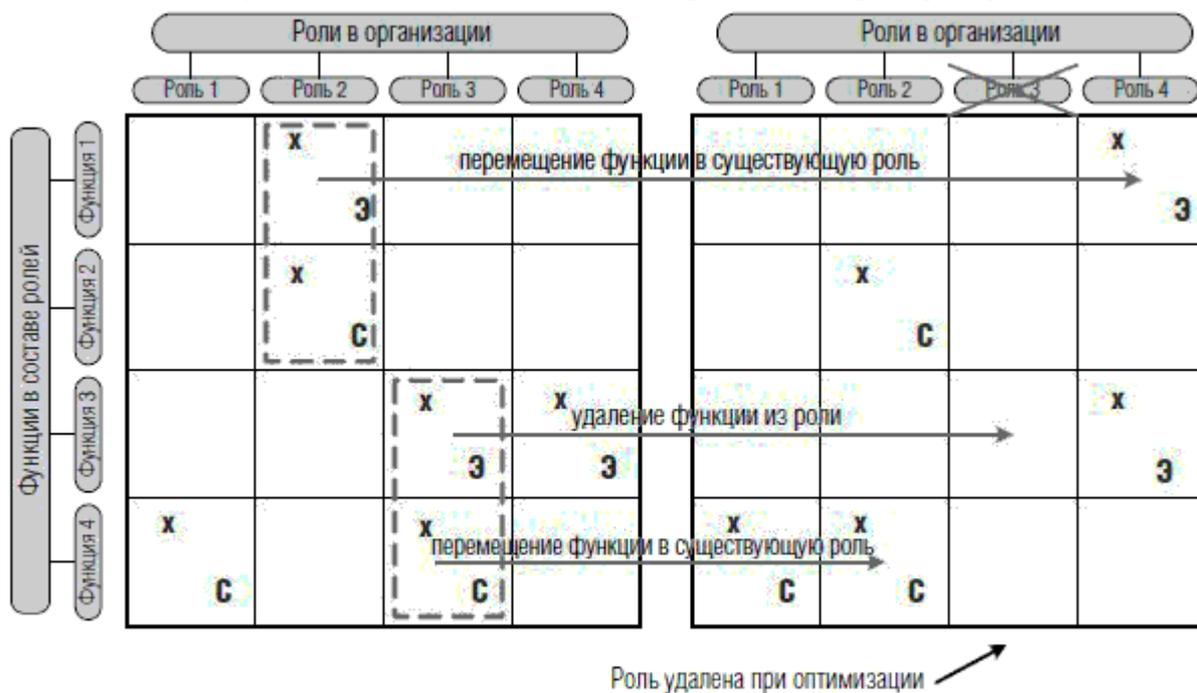 Роли в организации
Роли в организации
Роль 1
Роль 2
Роль 3
Роль 4
Роль 1
Роль 2
Роль 3
Роль 4
Функции в составе ролей
Функция 1
х
х
перемещение функции в существующую роль
Э
Э
Функция 2
х
х
С
С
Функция 3
х
х
х
удаление функции из роли
Э
Э
Э
Функция 4
х
х
х
х
перемещение функции в существующую роль
С
С
С
С
Роль удалена при оптимизации